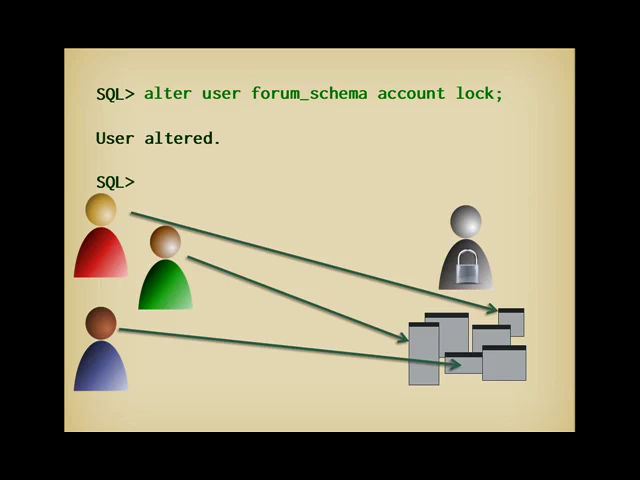 SQL> alter user forum_schema account lock;
User altered.
SQL>